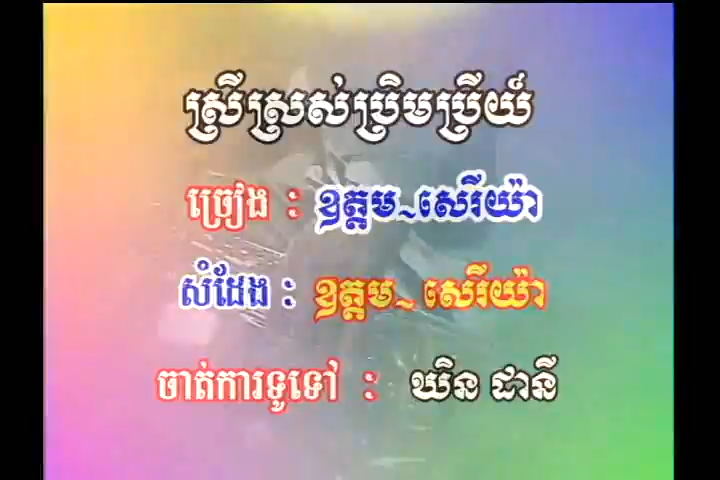 ស្រីស្រស់ប្រិមប្រីយ៍
ច្រៀង : ឧត្តម~សេរីយ៉ា
សំដែង : ឧត្តម~ សេរីយ៉ា
ចាត់ការទូទៅ : ឃិន ដានី